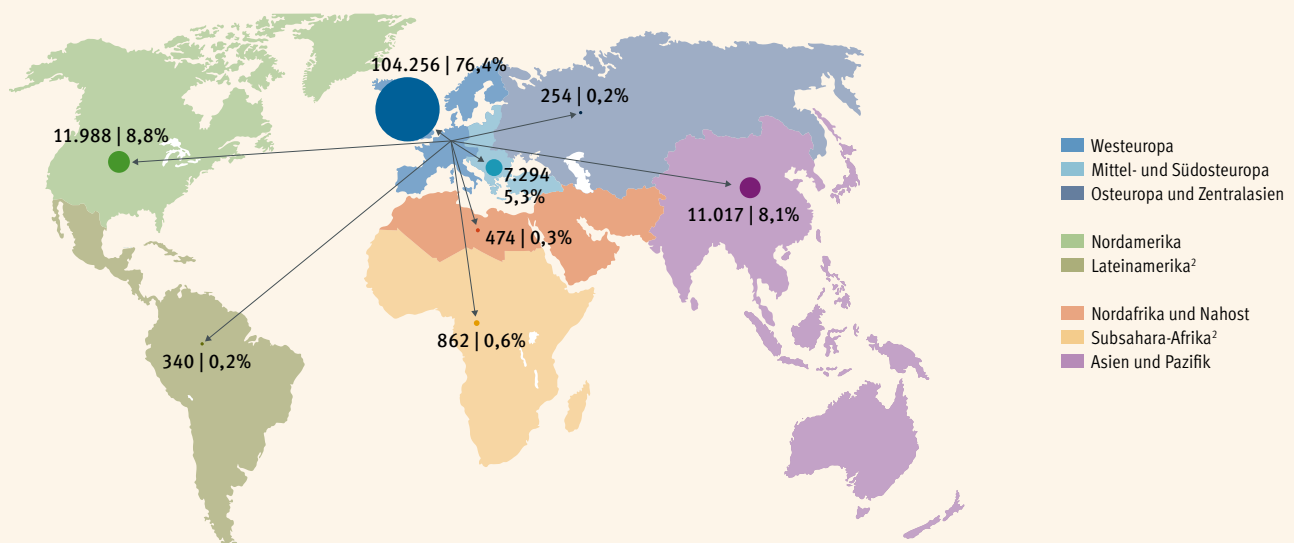 104.256 | 76,4%
254 | 0,2%
11.988 | 8,8%
7.294
5,3%
11.017 | 8,1%
474 | 0,3%
862 | 0,6%
340 | 0,2%
Westeuropa
Mittel- und Südosteuropa
Osteuropa und Zentralasien
Nordamerika
Lateinamerika²
Nordafrika und Nahost
Subsahara-Afrika²
Asien und Pazifik